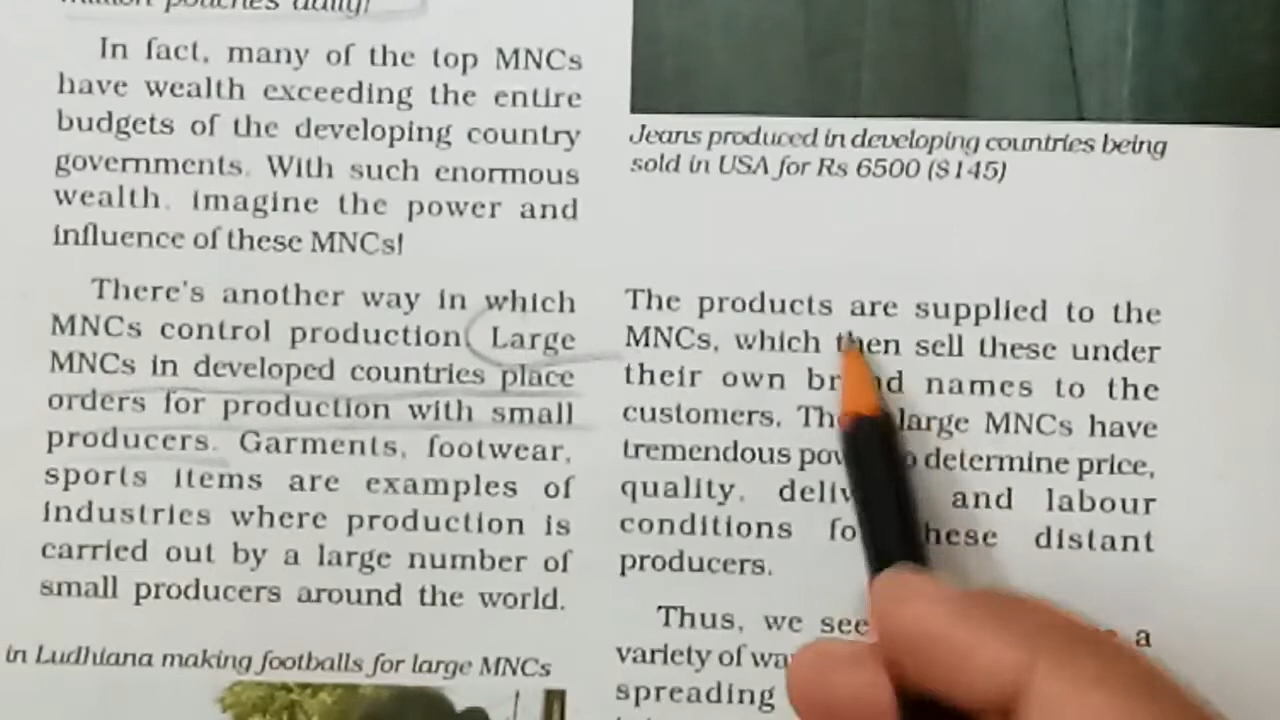 million pouches daily!
In fact, many of the top MNCs
have wealth exceeding the entire
budgets of the developing country
governments. With such enormous
wealth, imagine the power and
influence of these MNCs!
There's another way in which
MNCs control production. Large
MNCs in developed countries place
orders for production with small
producers. Garments, footwear,
sports items are examples of
industries where production is
carried out by a large number of
small producers around the world.
in Ludhiana making footballs for large MNCs
Jeans produced in developing countries being
sold in USA for Rs 6500 ($145)
The products are supplied to the
MNCs, which then sell these under
their own brand names to the
customers. large MNCs have
tremendous determine price,
quality, and labour
conditions these distant
producers.
Thus, we see a
variety of
spreading